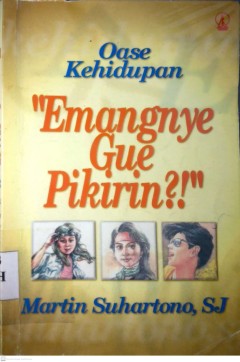 Oase
Kehidupan
"Emangnye
Gue
Pikirin?!"
Martin Suhartono, SJ